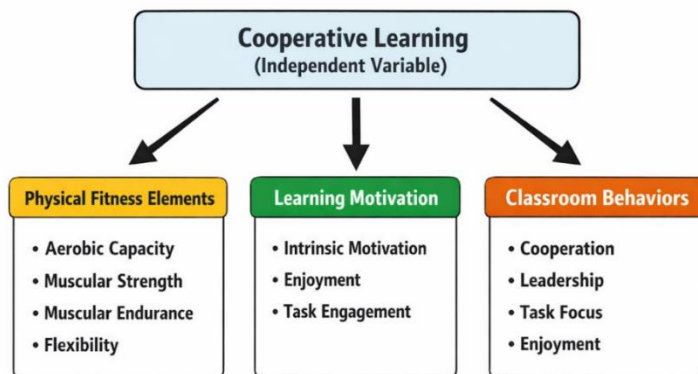 Cooperative Learning
(Independent Variable)
Physical Fitness Elements
• Aerobic Capacity
• Muscular Strength
• Muscular Endurance
• Flexibility
Learning Motivation
• Intrinsic Motivation
• Enjoyment
• Task Engagement
Classroom Behaviors
• Cooperation
• Leadership
• Task Focus
• Enjoyment